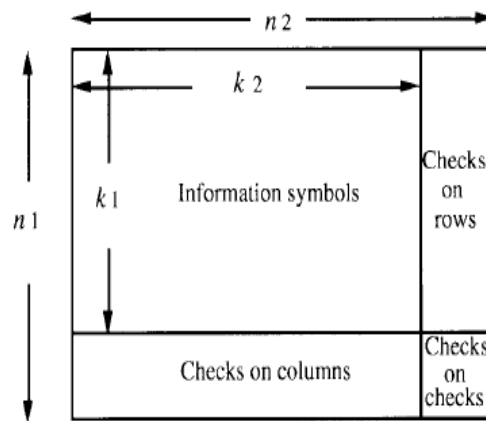 n 2
k 2
k 1
n 1
Information symbols
Checks
on
rows
Checks on columns
Checks
on
checks